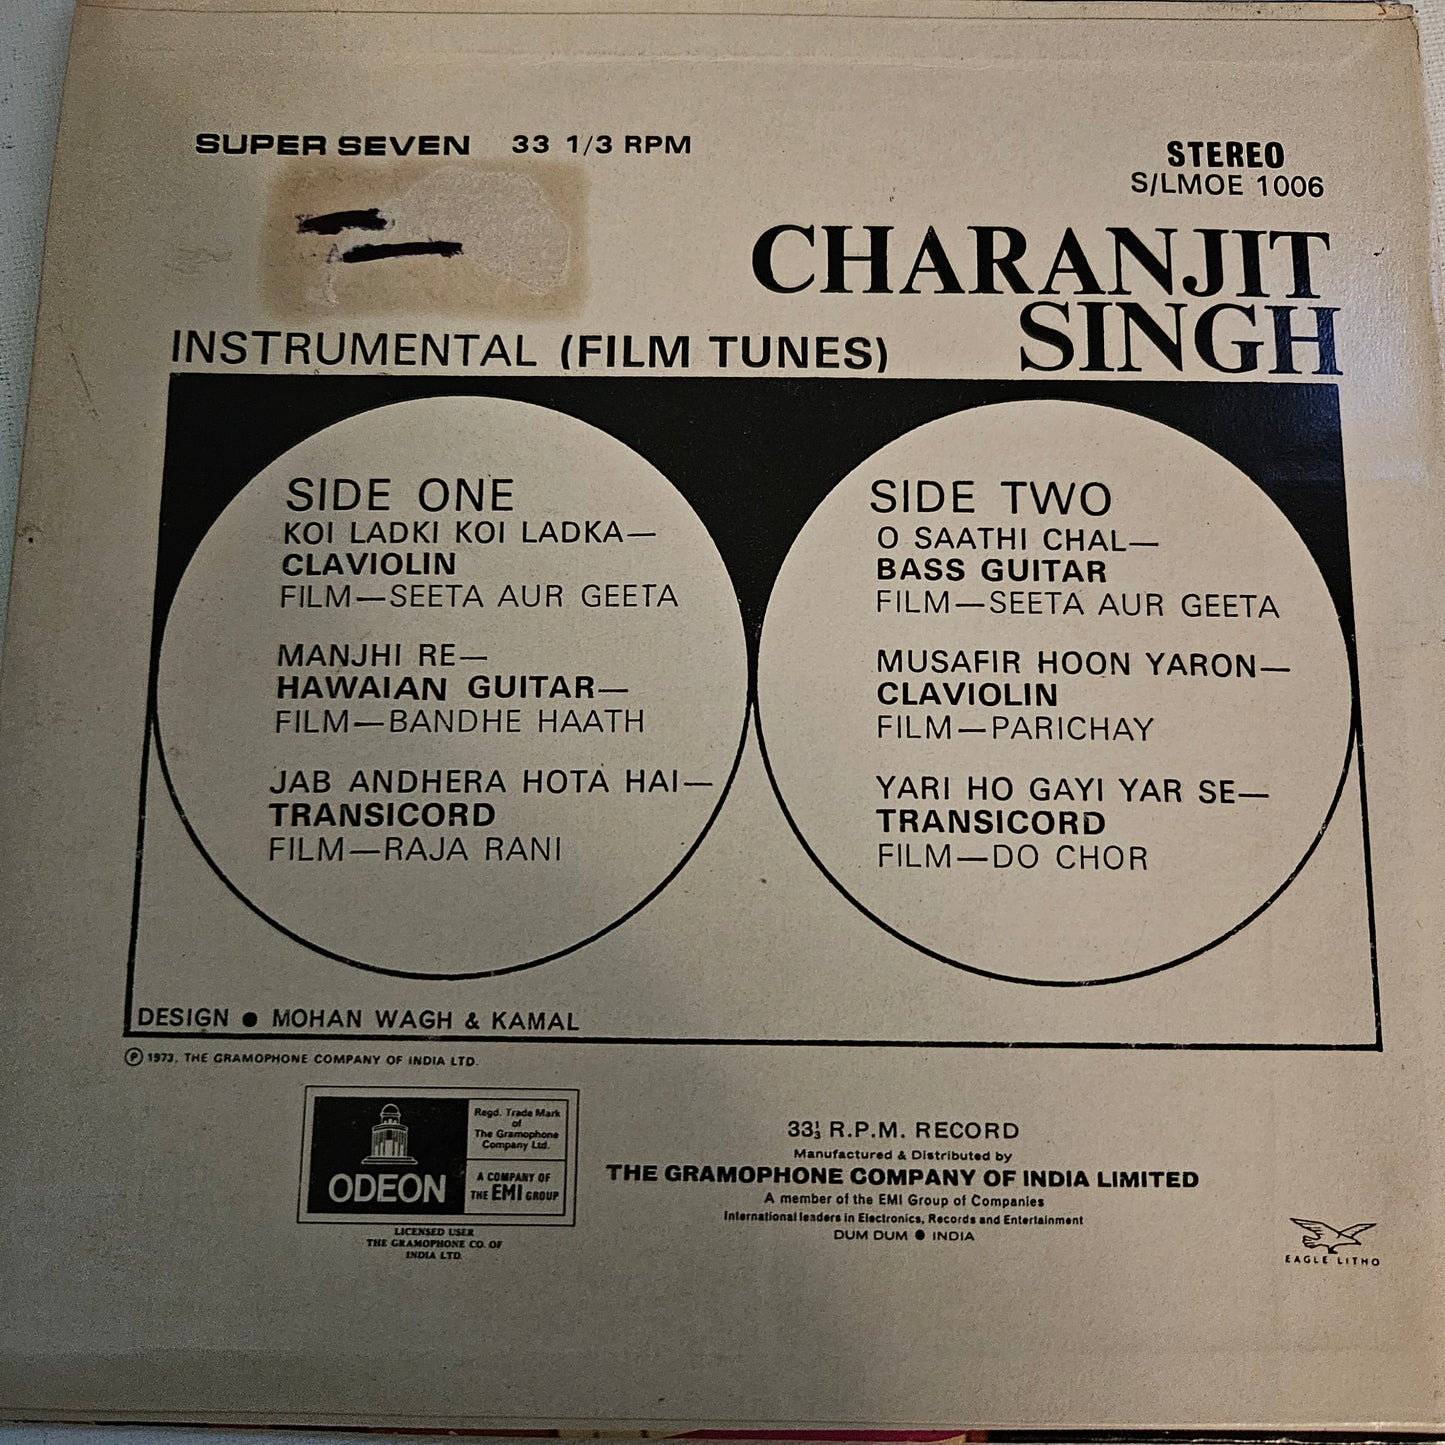 SUPER SEVEN 33 1/3 RPM
STEREO
S/LMOE 1006
CHARANJIT
SINGH
INSTRUMENTAL (FILM TUNES)
SIDE ONE
KOI LADKI KOI LADKA—
CLAVIOLIN
FILM—SEETA AUR GEETA
MANJHI RE—
HAWAIAN GUITAR—
FILM—BANDHE HAATH
JAB ANDHERA HOTA HAI—
TRANSICORD
FILM—RAJA RANI
SIDE TWO
O SAATHI CHAL—
BASS GUITAR
FILM—SEETA AUR GEETA
MUSAFIR HOON YARON—
CLAVIOLIN
FILM—PARICHAY
YARI HO GAYI YAR SE—
TRANSICORD
FILM—DO CHOR
DESIGN ● MOHAN WAGH & KAMAL
Ⓟ 1973, THE GRAMOPHONE COMPANY OF INDIA LTD.
ODEON
Regd. Trade Mark
of
The Gramophone
Company Ltd.
A COMPANY OF
THE EMI GROUP
LICENSED USER
THE GRAMOPHONE CO. OF
INDIA LTD.
33⅓ R.P.M. RECORD
Manufactured & Distributed by
THE GRAMOPHONE COMPANY OF INDIA LIMITED
A member of the EMI Group of Companies
International leaders in Electronics, Records and Entertainment
DUM DUM ● INDIA
EAGLE LITHO